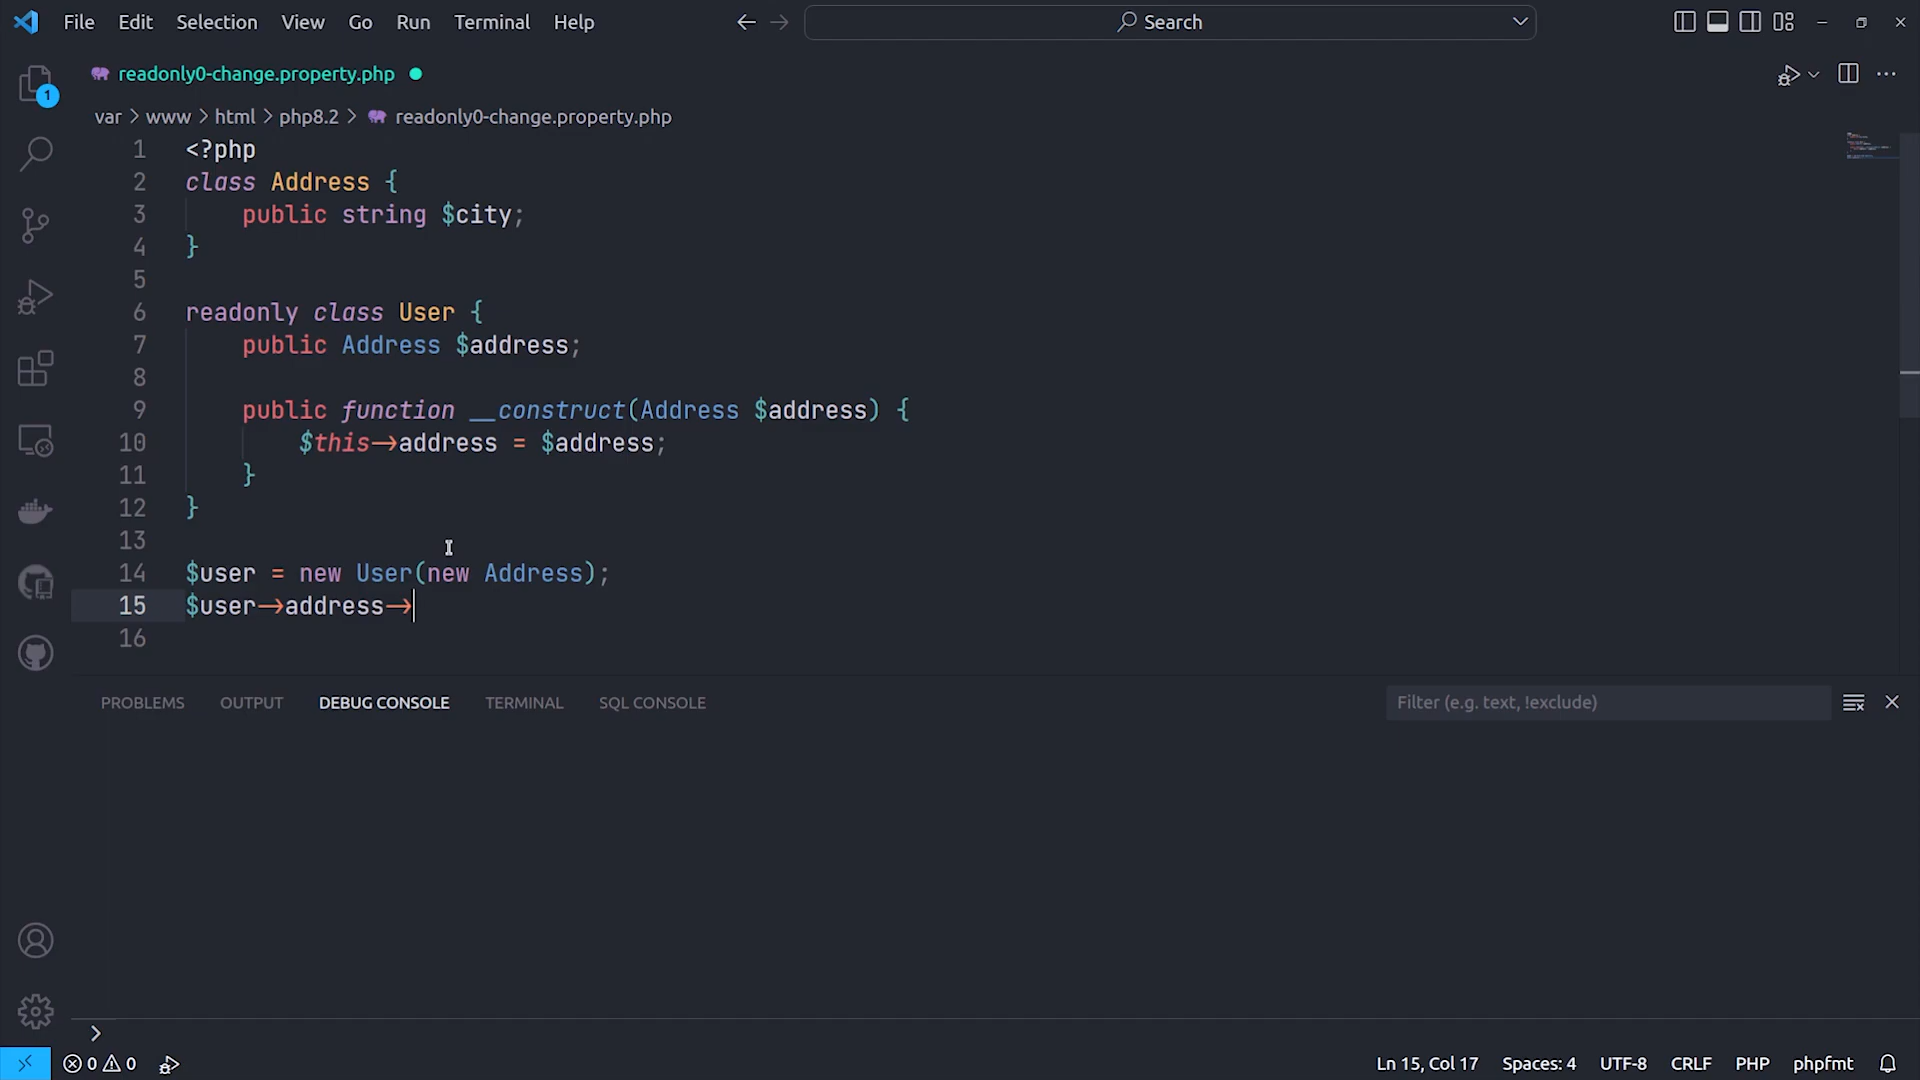 File Edit Selection View Go Run Terminal Help Search
readonly0-change.property.php
1
var > www > html > php8.2 > readonly0-change.property.php
1 <?php
2 class Address {
3 public string $city;
4 }
5
6 readonly class User {
7 public Address $address;
8
9 public function __construct(Address $address) {
10 $this->address = $address;
11 }
12 }
13
14 $user = new User(new Address);
15 $user->address->
16
PROBLEMS OUTPUT DEBUG CONSOLE TERMINAL SQL CONSOLE Filter (e.g. text, !exclude)
0 0 Ln 15, Col 17 Spaces: 4 UTF-8 CRLF PHP phpfmt